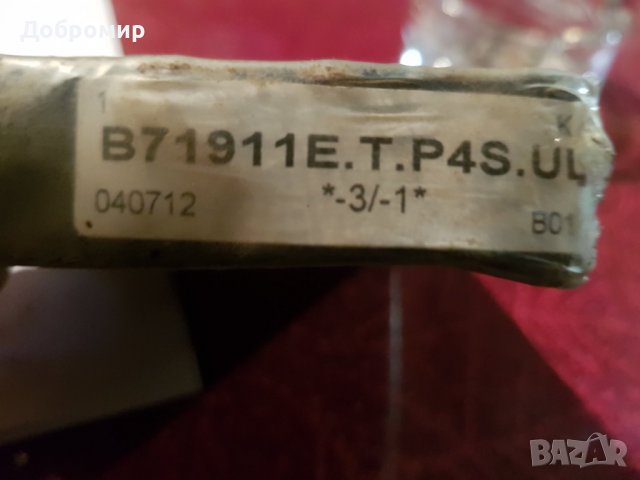 Добромир
1
K
B71911E.T.P4S.UL
040712
*-3/-1*
B01
BAZAR